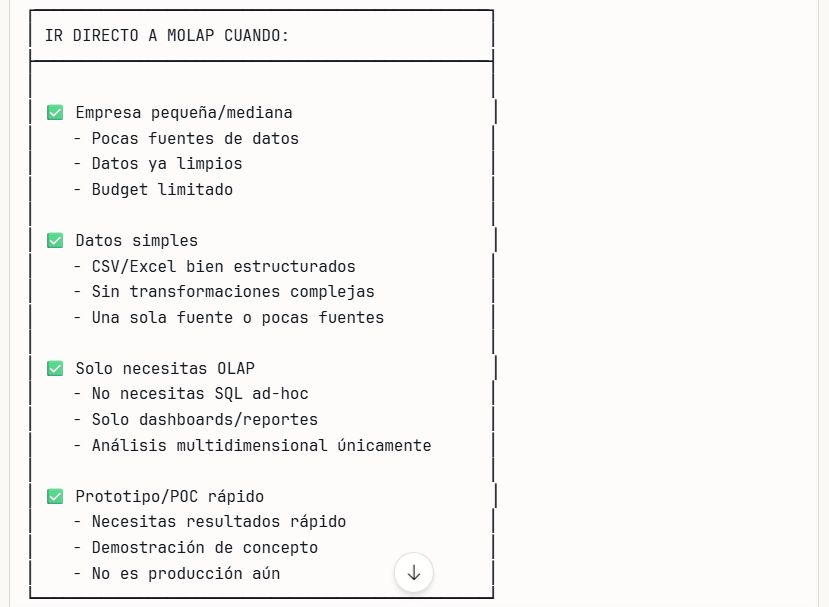 IR DIRECTO A MOLAP CUANDO:
✅ Empresa pequeña/mediana
- Pocas fuentes de datos
- Datos ya limpios
- Budget limitado
✅ Datos simples
- CSV/Excel bien estructurados
- Sin transformaciones complejas
- Una sola fuente o pocas fuentes
✅ Solo necesitas OLAP
- No necesitas SQL ad-hoc
- Solo dashboards/reportes
- Análisis multidimensional únicamente
✅ Prototipo/POC rápido
- Necesitas resultados rápido
- Demostración de concepto
- No es producción aún